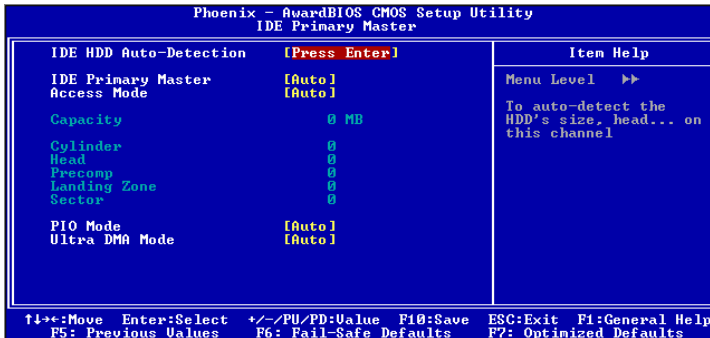 Phoenix - AwardBIOS CMOS Setup Utility
IDE Primary Master
IDE HDD Auto-Detection [Press Enter]
IDE Primary Master [Auto]
Access Mode [Auto]
Capacity 0 MB
Cylinder 0
Head 0
Precomp 0
Landing Zone 0
Sector 0
PIO Mode [Auto]
Ultra DMA Mode [Auto]
Item Help
Menu Level ►►
To auto-detect the
HDD's size, head... on
this channel
↑↓→←:Move Enter:Select +/-/PU/PD:Value F10:Save ESC:Exit F1:General Help
F5: Previous Values F6: Fail-Safe Defaults F7: Optimized Defaults